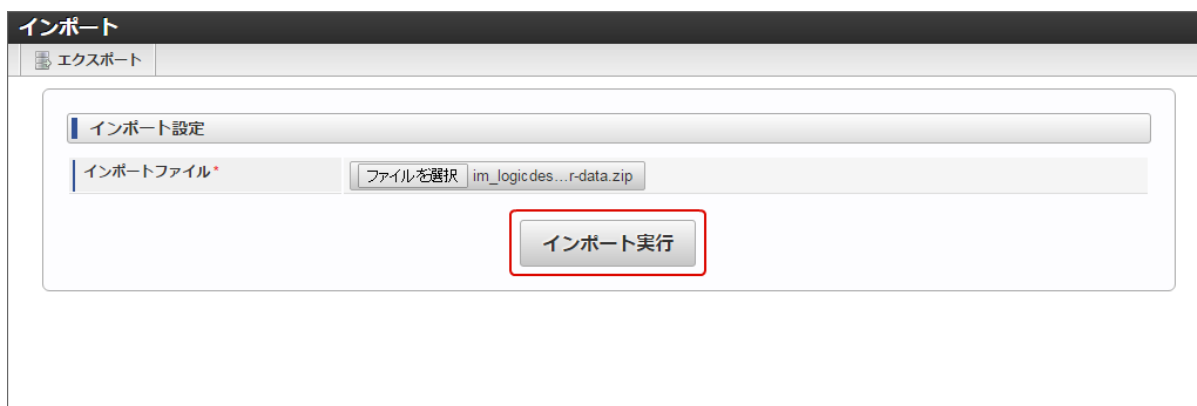 インポート
エクスポート
インポート設定
インポートファイル*
ファイルを選択 im_logicdes...r-data.zip
インポート実行